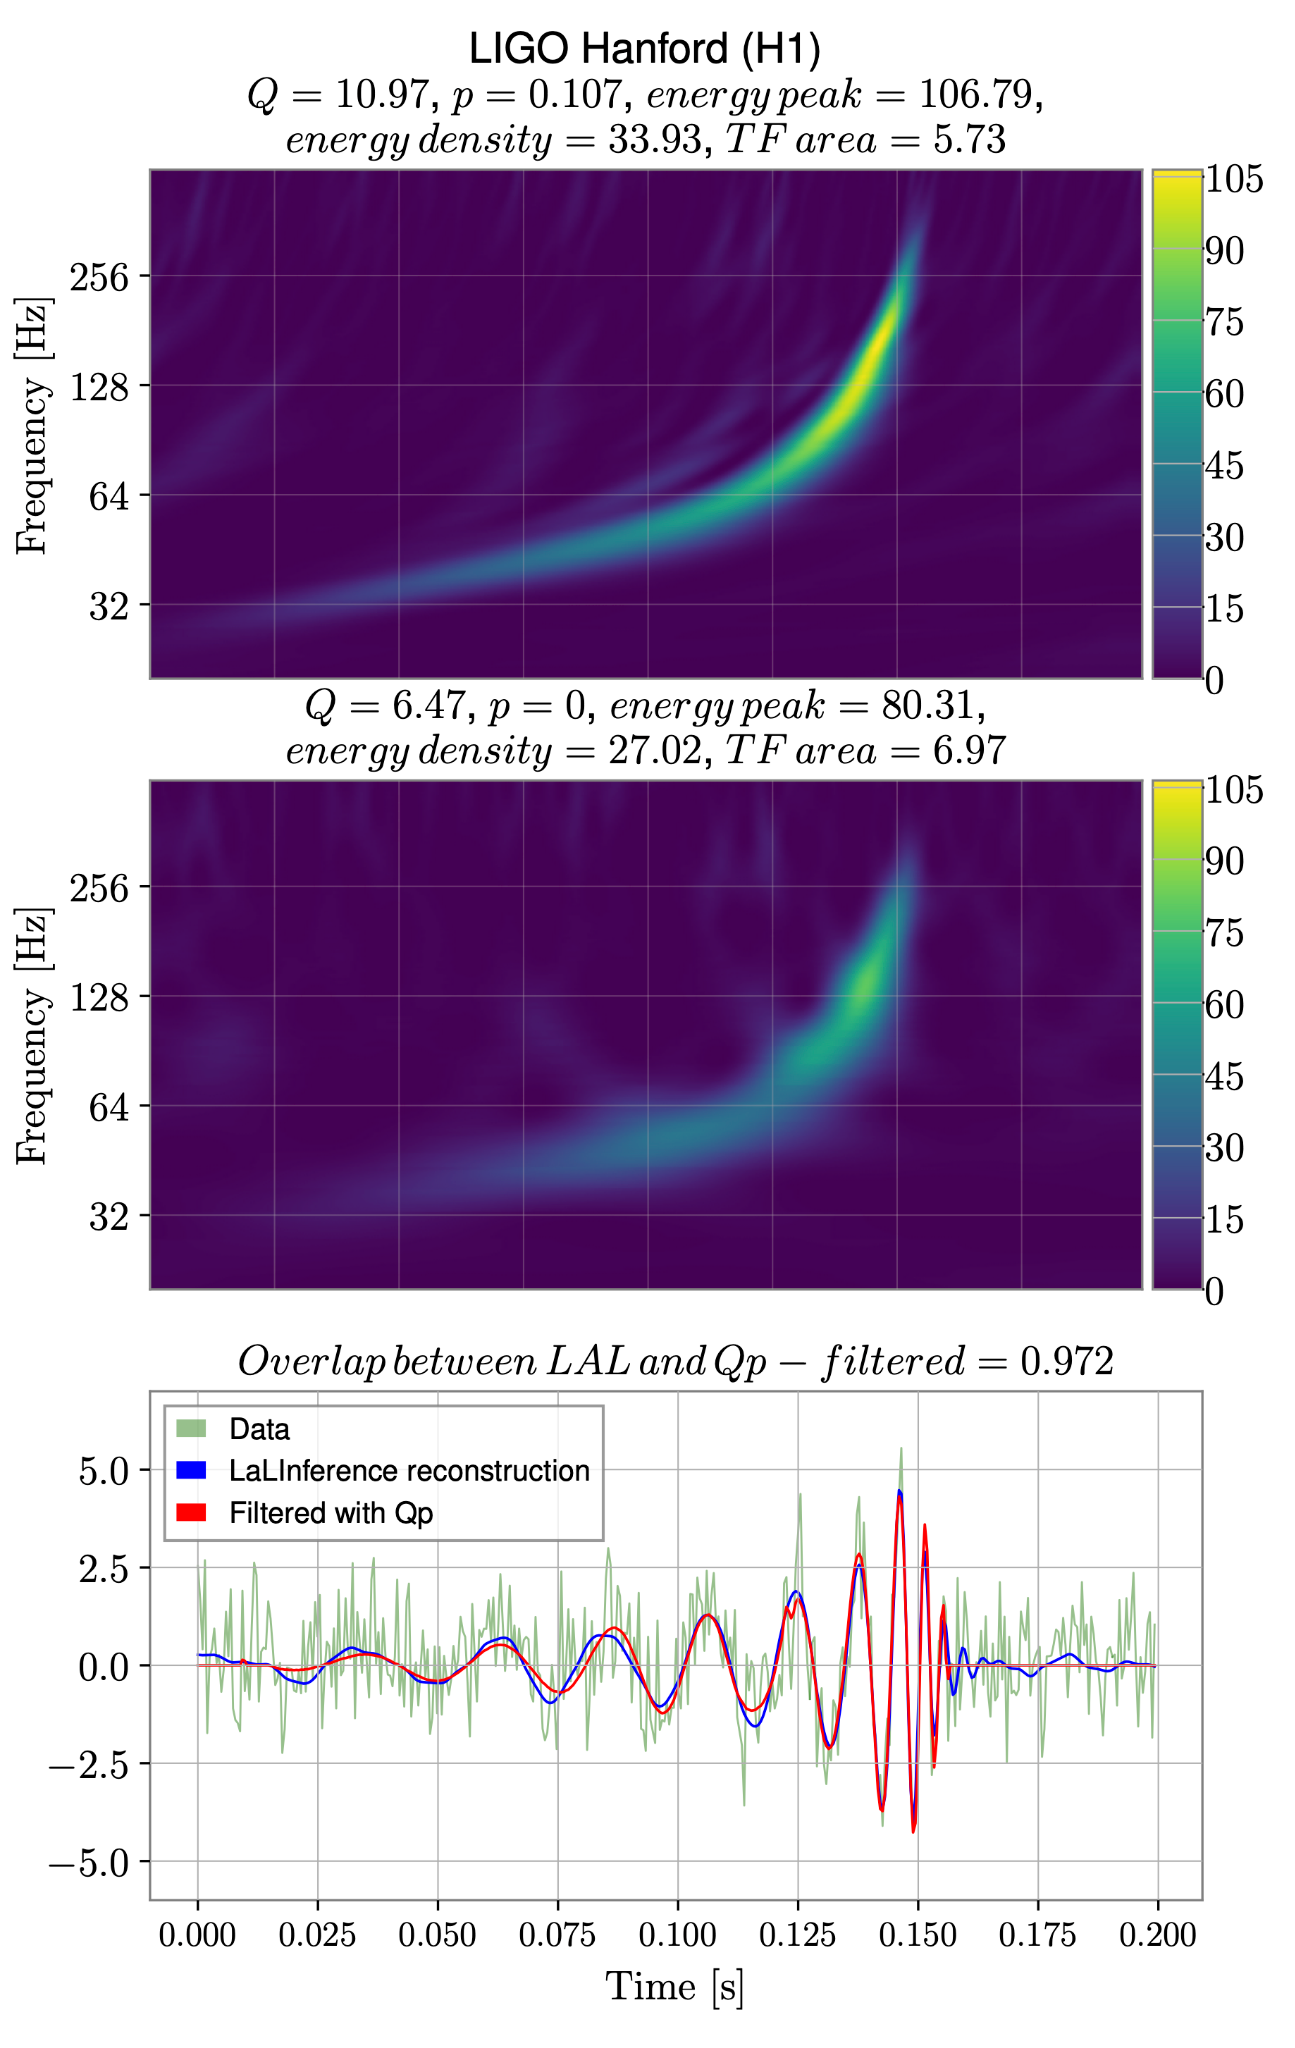 LIGO Hanford (H1)
Q = 10.97, p = 0.107, energy peak = 106.79,
energy density = 33.93, TF area = 5.73
105
90
75
60
45
30
15
0
256
128
64
32
Frequency [Hz]
Q = 6.47, p = 0, energy peak = 80.31,
energy density = 27.02, TF area = 6.97
105
90
75
60
45
30
15
0
256
128
64
32
Frequency [Hz]
Overlap between LAL and Qp − filtered = 0.972
Data
LaLInference reconstruction
Filtered with Qp
5.0
2.5
0.0
−2.5
−5.0
0.000 0.025 0.050 0.075 0.100 0.125 0.150 0.175 0.200
Time [s]